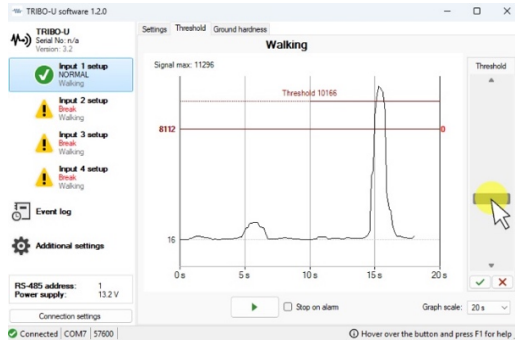 TRIBO-U software 1.2.0
TRIBO-U
Serial No: n/a
Version: 3.2
Input 1 setup
NORMAL
Walking
Input 2 setup
Break
Walking
Input 3 setup
Break
Walking
Input 4 setup
Break
Walking
Event log
Additional settings
RS-485 address: 1
Power supply: 13.2 V
Connection settings
Settings Threshold Ground hardness
Walking
Signal max: 11296
Threshold 10166
8112 0
16
0 s 5 s 10 s 15 s 20 s
Threshold
Stop on alarm Graph scale: 20 s
Connected COM7 57600 Hover over the button and press F1 for help